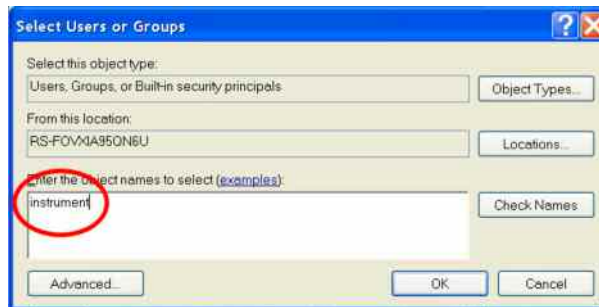 Select Users or Groups
Select this object type:
Users, Groups, or Built-in security principals
Object Types...
From this location:
RS-FOVXIA95QN6U
Locations...
Enter the object names to select (examples):
instrument
Check Names
Advanced...
OK
Cancel